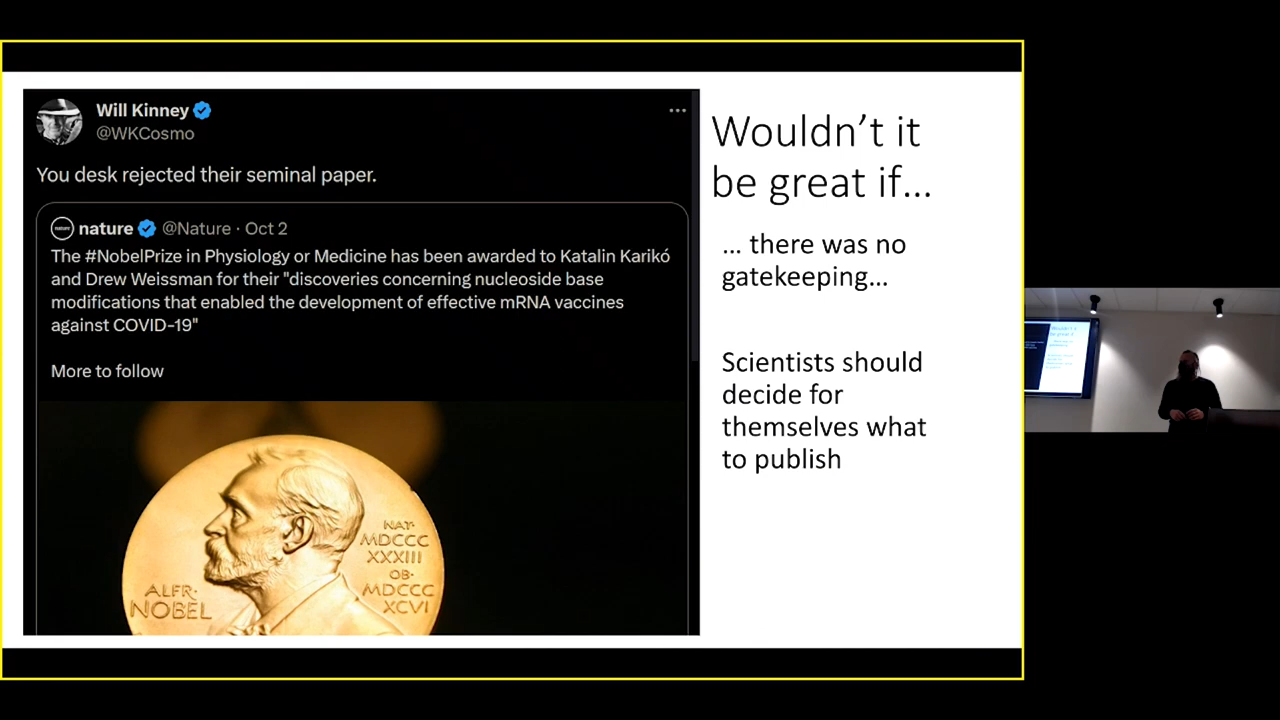 Will Kinney
@WKCosmo
You desk rejected their seminal paper.
nature @Nature · Oct 2
The #NobelPrize in Physiology or Medicine has been awarded to Katalin Karikó
and Drew Weissman for their "discoveries concerning nucleoside base
modifications that enabled the development of effective mRNA vaccines
against COVID-19"
More to follow
ALFR·
NOBEL
NAT·
MDCCC
XXXIII
OB·
MDCCC
XCVI
Wouldn't it
be great if...
... there was no
gatekeeping...
Scientists should
decide for
themselves what
to publish